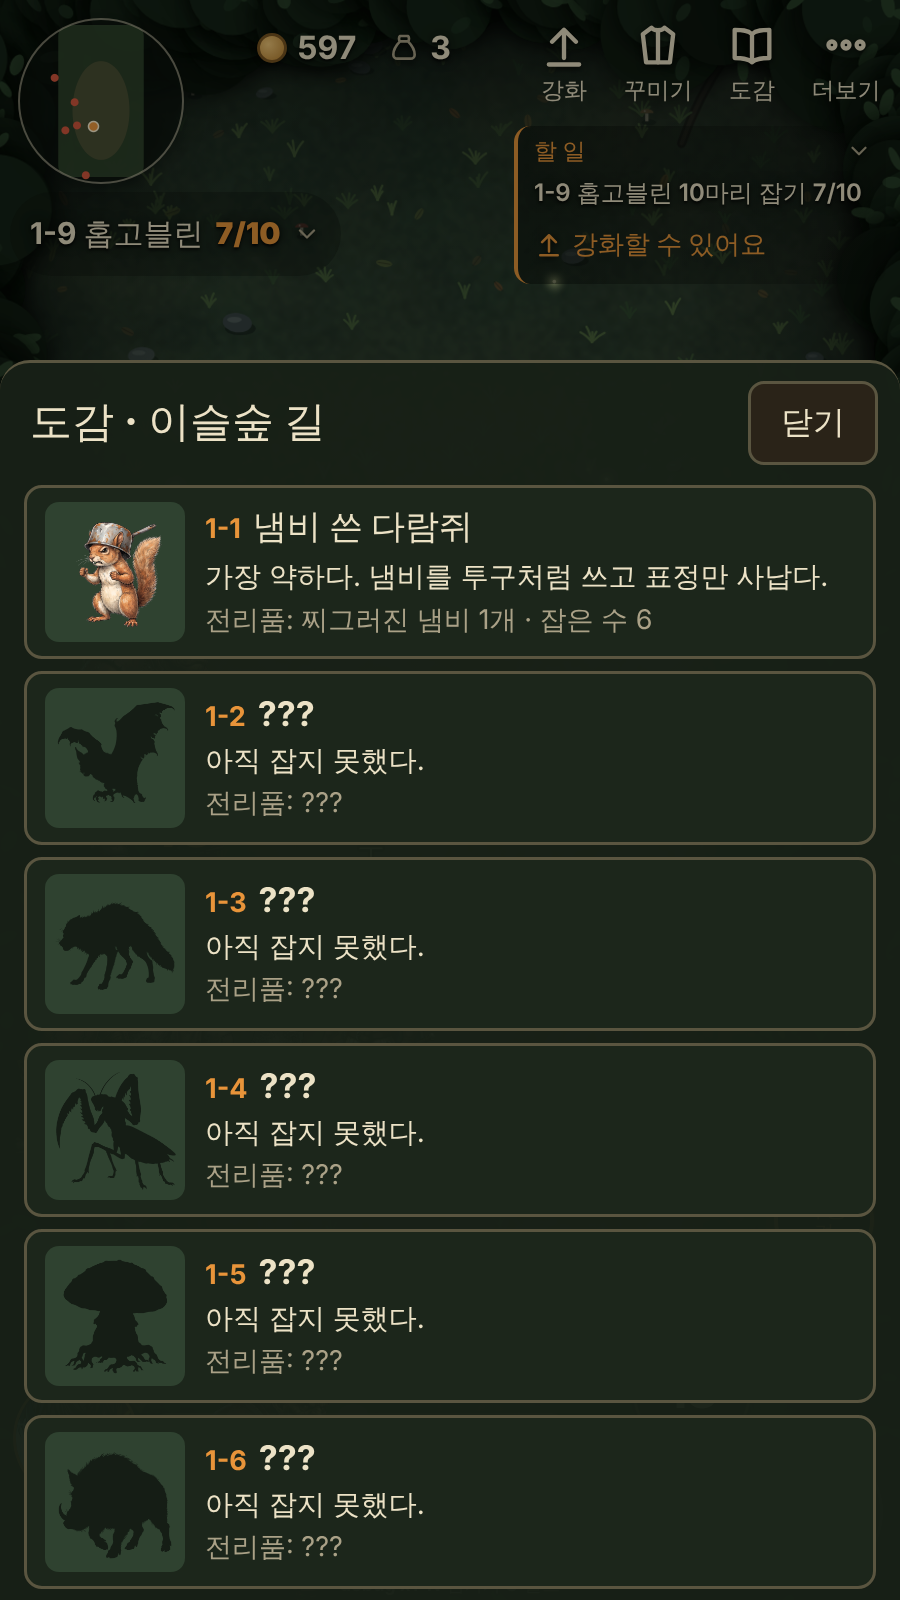 597
3
강화
꾸미기
도감
더보기
할 일
1-9 홉고블린 10마리 잡기 7/10
강화할 수 있어요
1-9 홉고블린 7/10
도감 · 이슬숲 길
닫기
1-1 냄비 쓴 다람쥐
가장 약하다. 냄비를 투구처럼 쓰고 표정만 사납다.
전리품: 찌그러진 냄비 1개 · 잡은 수 6
1-2 ???
아직 잡지 못했다.
전리품: ???
1-3 ???
아직 잡지 못했다.
전리품: ???
1-4 ???
아직 잡지 못했다.
전리품: ???
1-5 ???
아직 잡지 못했다.
전리품: ???
1-6 ???
아직 잡지 못했다.
전리품: ???